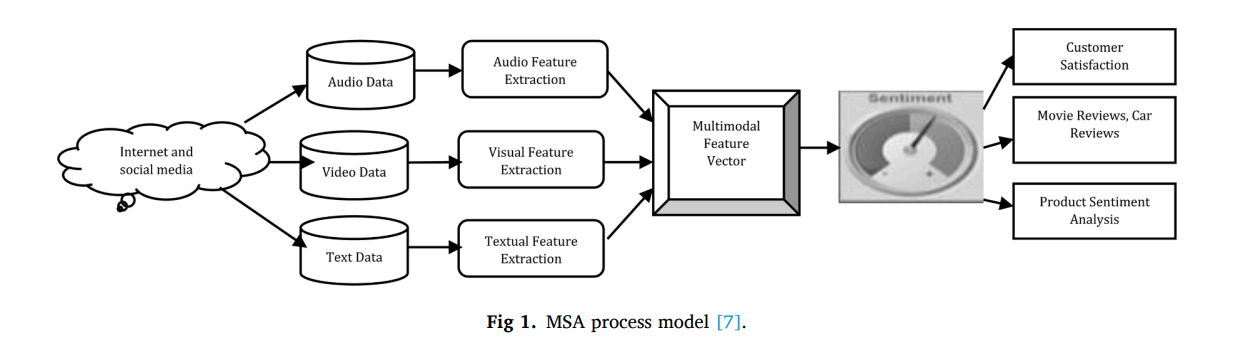 Internet and
social media
Audio Data
Video Data
Text Data
Audio Feature
Extraction
Visual Feature
Extraction
Textual Feature
Extraction
Multimodal
Feature
Vector
Sentiment
- +
Customer
Satisfaction
Movie Reviews, Car
Reviews
Product Sentiment
Analysis
Fig 1. MSA process model [7].